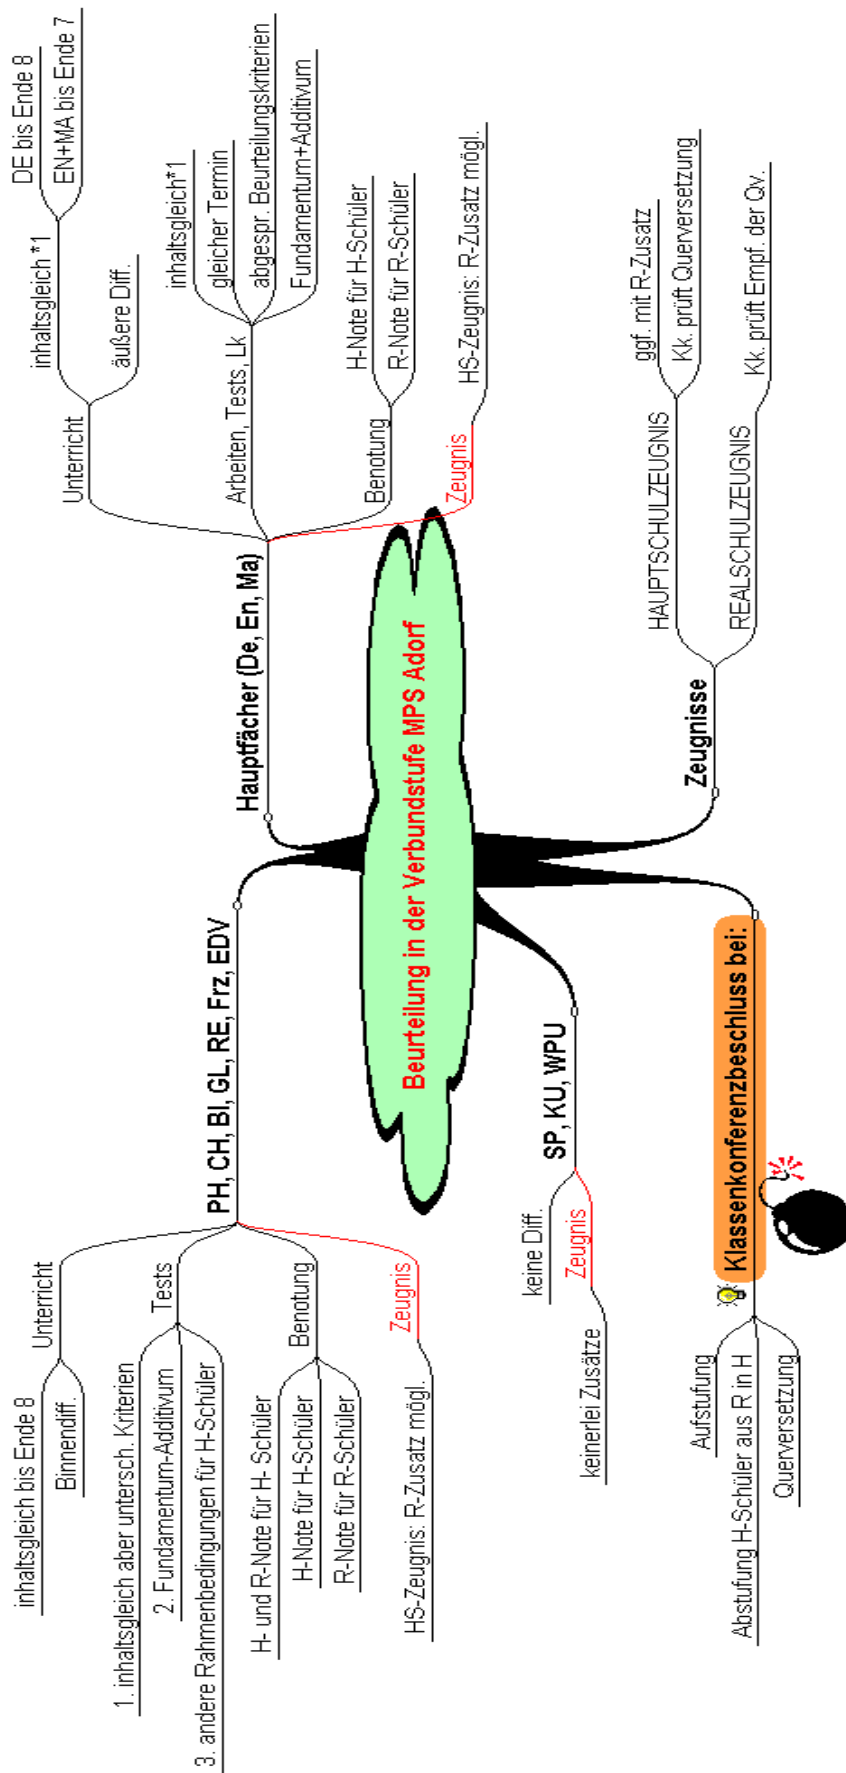 Beurteilung in der Verbundstufe MPS Adorf
Hauptfächer (De, En, Ma)
Unterricht
inhaltsgleich *1
DE bis Ende 8
EN+MA bis Ende 7
äußere Diff.
Arbeiten, Tests, Lk
inhaltsgleich*1
gleicher Termin
abgespr. Beurteilungskriterien
Fundamentum+Additivum
Benotung
H-Note für H-Schüler
R-Note für R-Schüler
Zeugnis
HS-Zeugnis: R-Zusatz mögl.
Zeugnisse
HAUPTSCHULZEUGNIS
ggf. mit R-Zusatz
Kk. prüft Querversetzung
REALSCHULZEUGNIS
Kk. prüft Empf. der Qv.
PH, CH, BI, GL, RE, Frz, EDV
Unterricht
inhaltsgleich bis Ende 8
Binnendiff.
Tests
1. inhaltsgleich aber untersch. Kriterien
2. Fundamentum-Additivum
3. andere Rahmenbedingungen für H-Schüler
Benotung
H- und R-Note für H- Schüler
H-Note für H-Schüler
R-Note für R-Schüler
Zeugnis
HS-Zeugnis: R-Zusatz mögl.
SP, KU, WPU
keine Diff.
Zeugnis
keinerlei Zusätze
Klassenkonferenzbeschluss bei:
Aufstufung
Abstufung H-Schüler aus R in H
Querversetzung